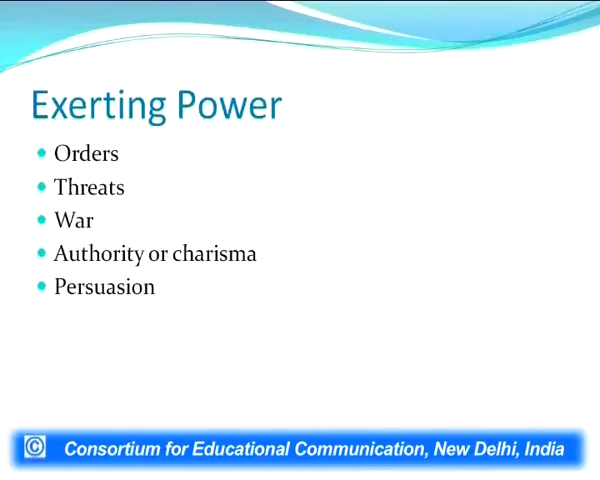 Exerting Power
Orders
Threats
War
Authority or charisma
Persuasion
© Consortium for Educational Communication, New Delhi, India